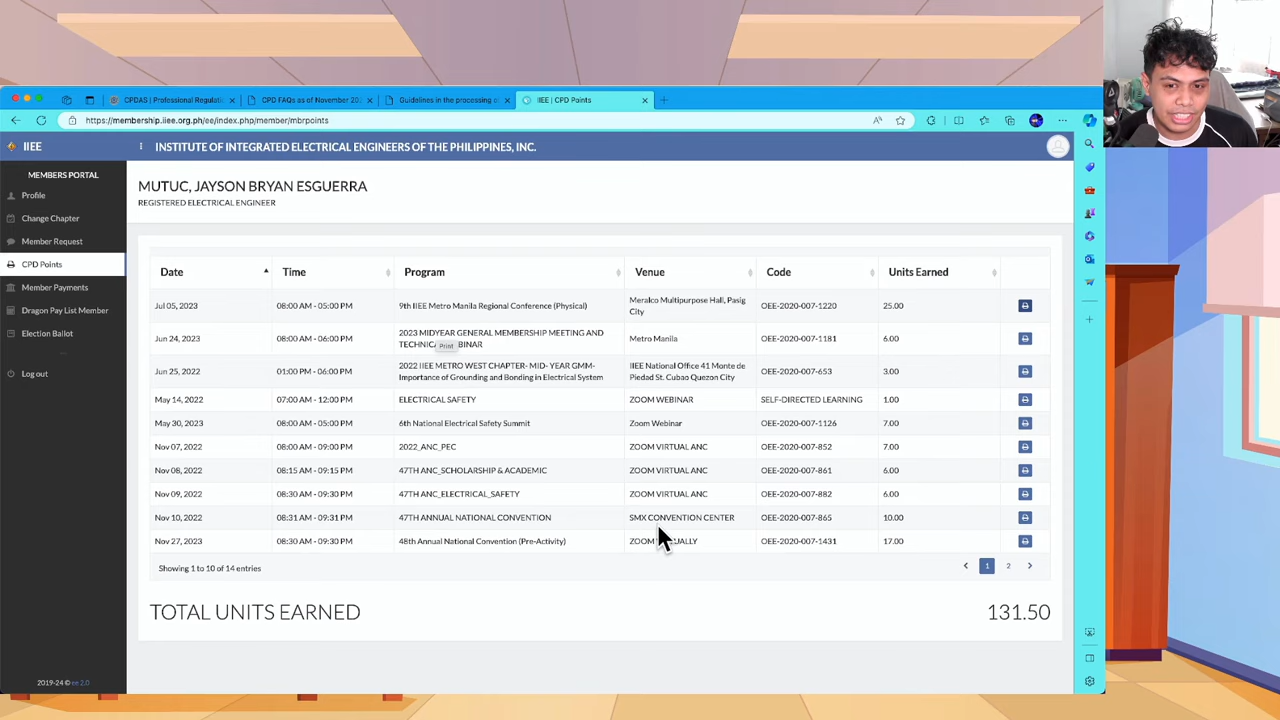 CPDAS | Professional Regulati
CPD FAQs as of November 202
Guidelines in the processing o
IIEE | CPD Points
https://membership.iiee.org.ph/ee/index.php/member/mbrpoints
IIEE
INSTITUTE OF INTEGRATED ELECTRICAL ENGINEERS OF THE PHILIPPINES, INC.
MEMBERS PORTAL
Profile
Change Chapter
Member Request
CPD Points
Member Payments
Dragon Pay List Member
Election Ballot
Log out
2019-24 © ee 2.0
MUTUC, JAYSON BRYAN ESGUERRA
REGISTERED ELECTRICAL ENGINEER
Date Time Program Venue Code Units Earned
Jul 05, 2023 08:00 AM - 05:00 PM 9th IIEE Metro Manila Regional Conference (Physical) Meralco Multipurpose Hall, Pasig City OEE-2020-007-1220 25.00
Jun 24, 2023 08:00 AM - 06:00 PM 2023 MIDYEAR GENERAL MEMBERSHIP MEETING AND Metro Manila OEE-2020-007-1181 6.00
Print
Jun 25, 2022 01:00 PM - 06:00 PM 2022 IIEE METRO WEST CHAPTER- MID- YEAR GMM- Importance of Grounding and Bonding in Electrical System IIEE National Office 41 Monte de Piedad St. Cubao Quezon City OEE-2020-007-653 3.00
May 14, 2022 07:00 AM - 12:00 PM ELECTRICAL SAFETY ZOOM WEBINAR SELF-DIRECTED LEARNING 1.00
May 30, 2023 08:00 AM - 05:00 PM 6th National Electrical Safety Summit Zoom Webinar OEE-2020-007-1126 7.00
Nov 07, 2022 08:00 AM - 09:00 PM 2022_ANC_PEC ZOOM VIRTUAL ANC OEE-2020-007-852 7.00
Nov 08, 2022 08:15 AM - 09:15 PM 47TH ANC_SCHOLARSHIP & ACADEMIC ZOOM VIRTUAL ANC OEE-2020-007-861 6.00
Nov 09, 2022 08:30 AM - 09:30 PM 47TH ANC_ELECTRICAL_SAFETY ZOOM VIRTUAL ANC OEE-2020-007-882 6.00
Nov 10, 2022 08:31 AM - 09:31 PM 47TH ANNUAL NATIONAL CONVENTION SMX CONVENTION CENTER OEE-2020-007-865 10.00
Nov 27, 2023 08:30 AM - 09:30 PM 48th Annual National Convention (Pre-Activity) ZOOM OEE-2020-007-1431 17.00
Showing 1 to 10 of 14 entries
1 2
TOTAL UNITS EARNED 131.50